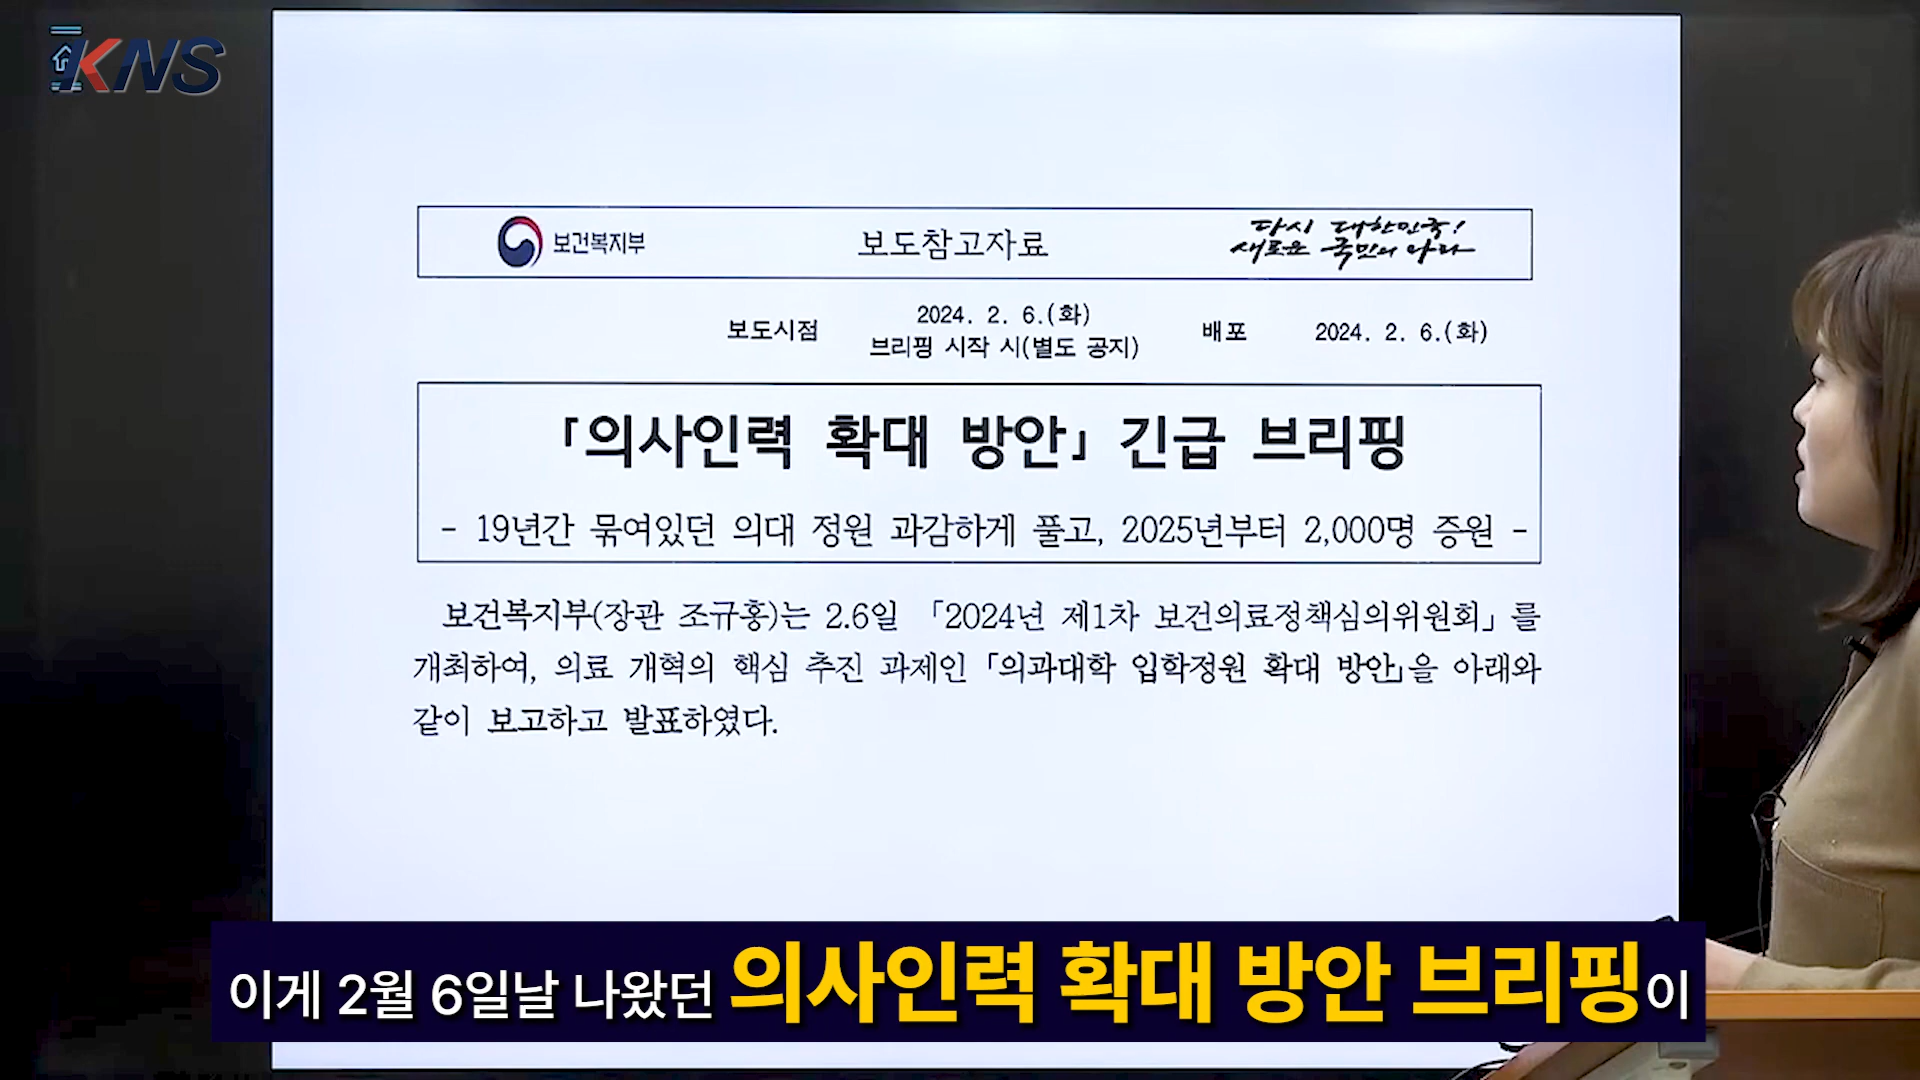 KNS
보건복지부
보도참고자료
다시 대한민국!
새로운 국민의 나라
보도시점
2024. 2. 6.(화)
브리핑 시작 시(별도 공지)
배포
2024. 2. 6.(화)
「의사인력 확대 방안」 긴급 브리핑
- 19년간 묶여있던 의대 정원 과감하게 풀고, 2025년부터 2,000명 증원 -
보건복지부(장관 조규홍)는 2.6일 「2024년 제1차 보건의료정책심의위원회」를
개최하여, 의료 개혁의 핵심 추진 과제인 「의과대학 입학정원 확대 방안」을 아래와
같이 보고하고 발표하였다.
이게 2월 6일날 나왔던 의사인력 확대 방안 브리핑이